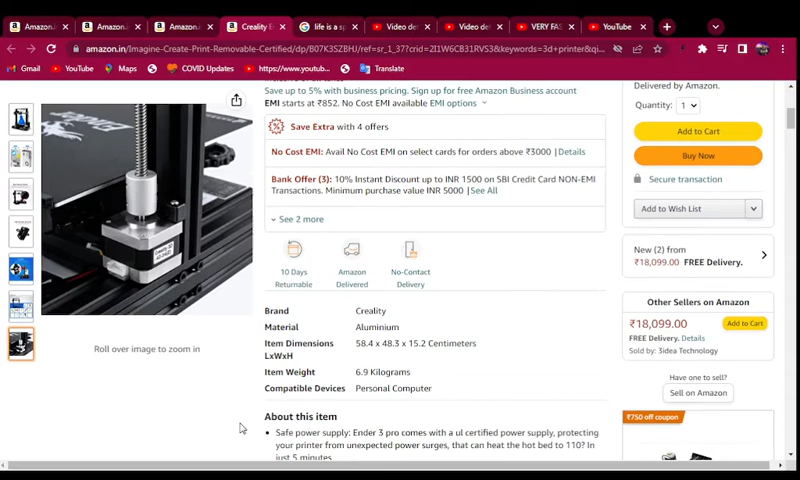 Amazon.in
Amazon.in
Amazon.in
Creality E
life is a sp
Video det
Video det
VERY FAS
YouTube
amazon.in/Imagine-Create-Print-Removable-Certified/dp/B07K3SZBHJ/ref=sr_1_37?crid=2I1W6CB31RVS3&keywords=3d+printer&qi...
Gmail
YouTube
Maps
COVID Updates
https://www.youtub...
Translate
Save up to 5% with business pricing. Sign up for free Amazon Business account
EMI starts at ₹852. No Cost EMI available EMI options
Save Extra with 4 offers
No Cost EMI: Avail No Cost EMI on select cards for orders above ₹3000 | Details
Bank Offer (3): 10% Instant Discount up to INR 1500 on SBI Credit Card NON-EMI
Transactions. Minimum purchase value INR 5000 | See All
See 2 more
10 Days
Returnable
Amazon
Delivered
No-Contact
Delivery
Brand Creality
Material Aluminium
Item Dimensions 58.4 x 48.3 x 15.2 Centimeters
LxWxH
Item Weight 6.9 Kilograms
Compatible Devices Personal Computer
About this item
Safe power supply: Ender 3 pro comes with a ul certified power supply, protecting
your printer from unexpected power surges, that can heat the hot bed to 110? In
just 5 minutes
Roll over image to zoom in
Delivered by Amazon.
Quantity: 1
Add to Cart
Buy Now
Secure transaction
Add to Wish List
New (2) from
₹18,099.00 FREE Delivery.
Other Sellers on Amazon
₹18,099.00
Add to Cart
FREE Delivery. Details
Sold by: 3idea Technology
Have one to sell?
Sell on Amazon
₹750 off coupon